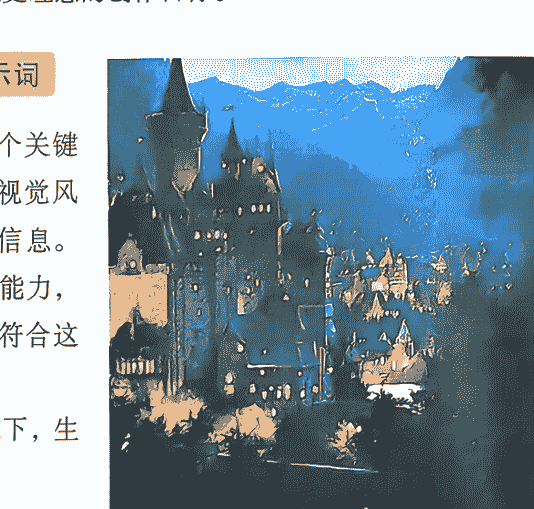 示词
个关键
视觉风
信息。
能力，
符合这
下，生